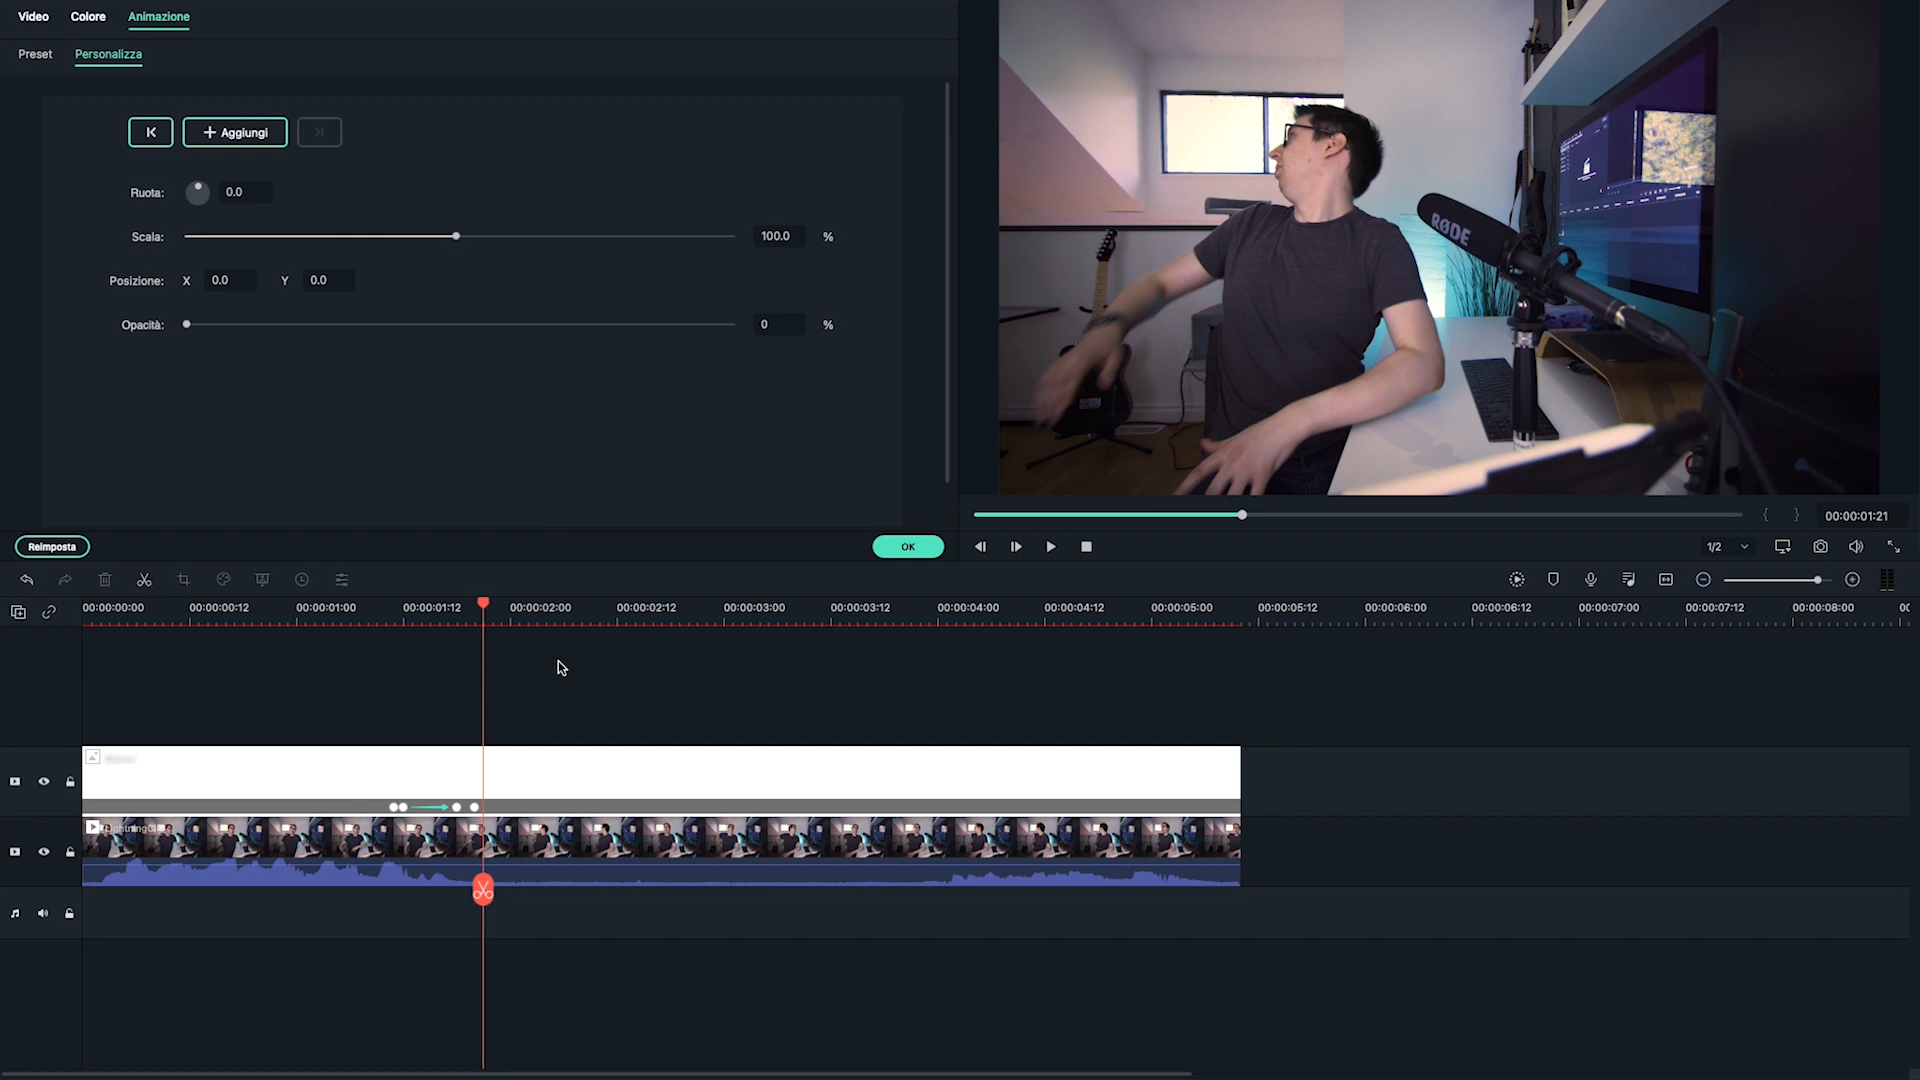 Video Colore Animazione
Preset Personalizza
Aggiungi
Ruota: 0.0
Scala: 100.0 %
Posizione: X 0.0 Y 0.0
Opacità: 0 %
RØDE
00:00:01:21
Reimposta OK 1/2
00:00:00:00 00:00:00:12 00:00:01:00 00:00:01:12 00:00:02:00 00:00:02:12 00:00:03:00 00:00:03:12 00:00:04:00 00:00:04:12 00:00:05:00 00:00:05:12 00:00:06:00 00:00:06:12 00:00:07:00 00:00:07:12 00:00:08:00